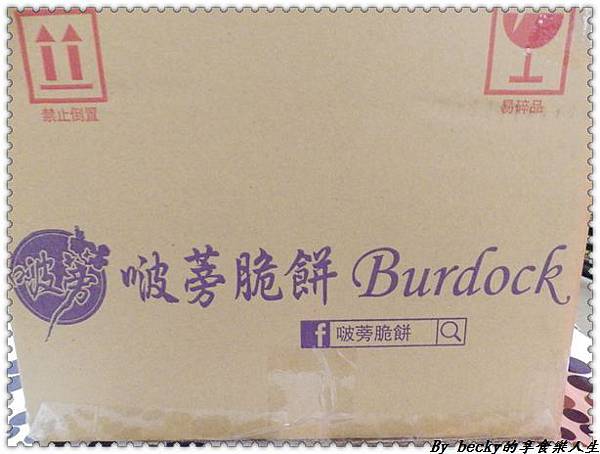 禁止倒置
易碎品
啵蒡
啵蒡脆餅 Burdock
f 啵蒡脆餅
By becky的享食樂人生